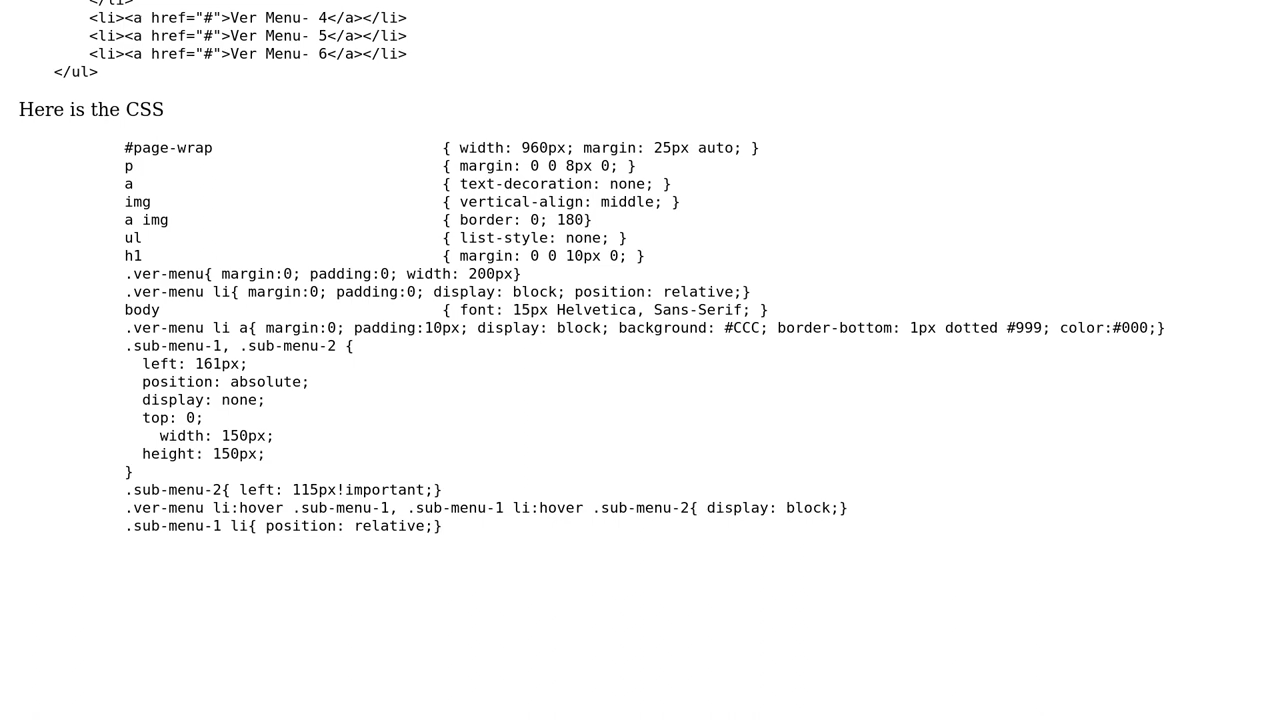 </li>
<li><a href="#">Ver Menu- 4</a></li>
<li><a href="#">Ver Menu- 5</a></li>
<li><a href="#">Ver Menu- 6</a></li>
</ul>
Here is the CSS
#page-wrap { width: 960px; margin: 25px auto; }
p { margin: 0 0 8px 0; }
a { text-decoration: none; }
img { vertical-align: middle; }
a img { border: 0; 180}
ul { list-style: none; }
h1 { margin: 0 0 10px 0; }
.ver-menu{ margin:0; padding:0; width: 200px}
.ver-menu li{ margin:0; padding:0; display: block; position: relative;}
body { font: 15px Helvetica, Sans-Serif; }
.ver-menu li a{ margin:0; padding:10px; display: block; background: #CCC; border-bottom: 1px dotted #999; color:#000;}
.sub-menu-1, .sub-menu-2 {
left: 161px;
position: absolute;
display: none;
top: 0;
width: 150px;
height: 150px;
}
.sub-menu-2{ left: 115px!important;}
.ver-menu li:hover .sub-menu-1, .sub-menu-1 li:hover .sub-menu-2{ display: block;}
.sub-menu-1 li{ position: relative;}